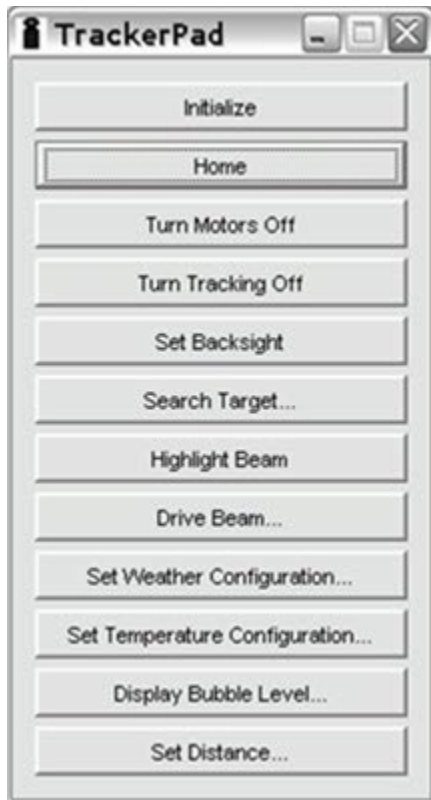 TrackerPad
Initialize
Home
Turn Motors Off
Turn Tracking Off
Set Backsight
Search Target...
Highlight Beam
Drive Beam...
Set Weather Configuration...
Set Temperature Configuration...
Display Bubble Level...
Set Distance...